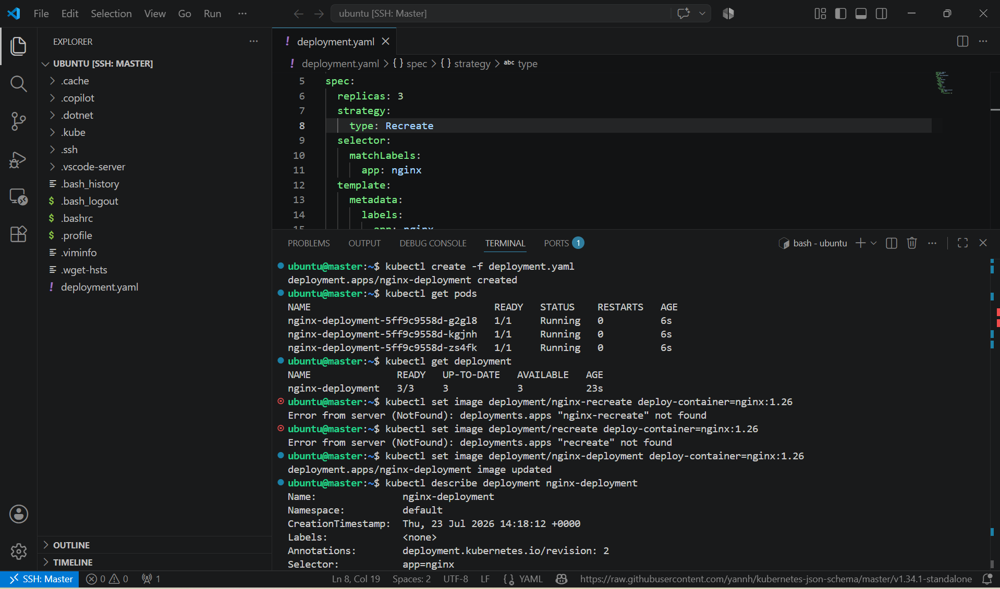 File Edit Selection View Go Run ···
ubuntu [SSH: Master]
EXPLORER
UBUNTU [SSH: MASTER]
.cache
.copilot
.dotnet
.kube
.ssh
.vscode-server
.bash_history
$ .bash_logout
$ .bashrc
$ .profile
.viminfo
.wget-hsts
! deployment.yaml
OUTLINE
TIMELINE
! deployment.yaml
! deployment.yaml > {} spec > {} strategy > abc type
5 spec:
6 replicas: 3
7 strategy:
8 type: Recreate
9 selector:
10 matchLabels:
11 app: nginx
12 template:
13 metadata:
14 labels:
15 app: nginx
PROBLEMS OUTPUT DEBUG CONSOLE TERMINAL PORTS 1
bash - ubuntu
ubuntu@master:~$ kubectl create -f deployment.yaml
deployment.apps/nginx-deployment created
ubuntu@master:~$ kubectl get pods
NAME READY STATUS RESTARTS AGE
nginx-deployment-5ff9c9558d-g2gl8 1/1 Running 0 6s
nginx-deployment-5ff9c9558d-kgjnh 1/1 Running 0 6s
nginx-deployment-5ff9c9558d-zs4fk 1/1 Running 0 6s
ubuntu@master:~$ kubectl get deployment
NAME READY UP-TO-DATE AVAILABLE AGE
nginx-deployment 3/3 3 3 23s
ubuntu@master:~$ kubectl set image deployment/nginx-recreate deploy-container=nginx:1.26
Error from server (NotFound): deployments.apps "nginx-recreate" not found
ubuntu@master:~$ kubectl set image deployment/recreate deploy-container=nginx:1.26
Error from server (NotFound): deployments.apps "recreate" not found
ubuntu@master:~$ kubectl set image deployment/nginx-deployment deploy-container=nginx:1.26
deployment.apps/nginx-deployment image updated
ubuntu@master:~$ kubectl describe deployment nginx-deployment
Name: nginx-deployment
Namespace: default
CreationTimestamp: Thu, 23 Jul 2026 14:18:12 +0000
Labels: <none>
Annotations: deployment.kubernetes.io/revision: 2
Selector: app=nginx
SSH: Master 0 0 1 Ln 8, Col 19 Spaces: 2 UTF-8 LF {} YAML https://raw.githubusercontent.com/yannh/kubernetes-json-schema/master/v1.34.1-standalone